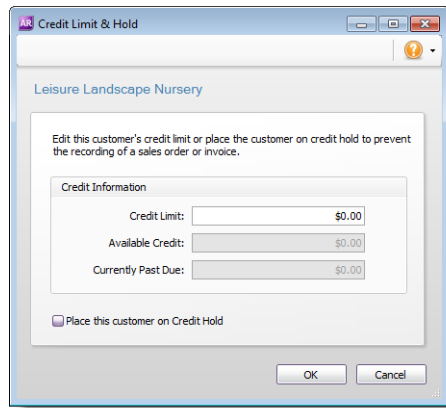 AR Credit Limit & Hold
?
Leisure Landscape Nursery
Edit this customer's credit limit or place the customer on credit hold to prevent
the recording of a sales order or invoice.
Credit Information
Credit Limit: $0.00
Available Credit: $0.00
Currently Past Due: $0.00
Place this customer on Credit Hold
OK Cancel